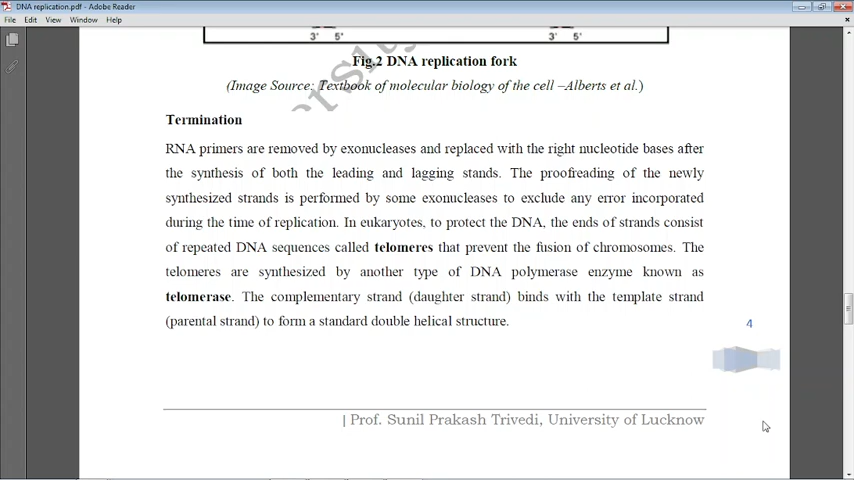 DNA replication.pdf - Adobe Reader
File Edit View Window Help
3' 5' 3' 5'
Fig.2 DNA replication fork
(Image Source: Textbook of molecular biology of the cell –Alberts et al.)
Termination
RNA primers are removed by exonucleases and replaced with the right nucleotide bases after
the synthesis of both the leading and lagging stands. The proofreading of the newly
synthesized strands is performed by some exonucleases to exclude any error incorporated
during the time of replication. In eukaryotes, to protect the DNA, the ends of strands consist
of repeated DNA sequences called telomeres that prevent the fusion of chromosomes. The
telomeres are synthesized by another type of DNA polymerase enzyme known as
telomerase. The complementary strand (daughter strand) binds with the template strand
(parental strand) to form a standard double helical structure.
4
| Prof. Sunil Prakash Trivedi, University of Lucknow